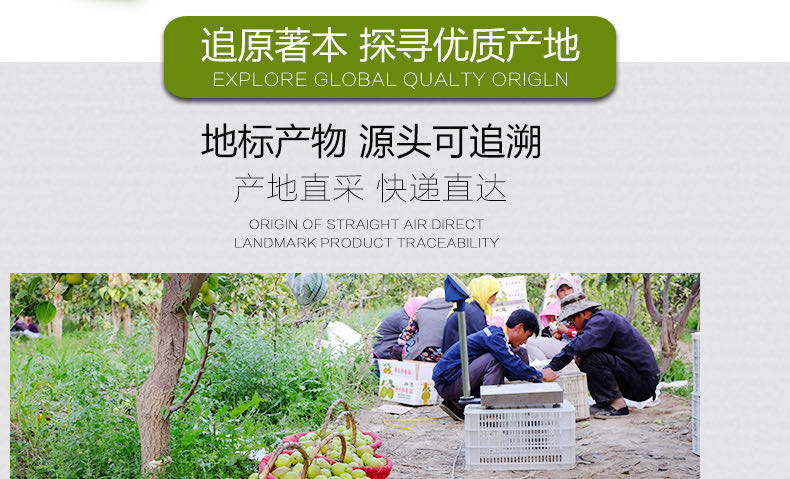 追原著本 探寻优质产地
EXPLORE GLOBAL QUALTY ORIGLN
地标产物 源头可追溯
产地直采 快递直达
ORIGIN OF STRAIGHT AIR DIRECT
LANDMARK PRODUCT TRACEABILITY